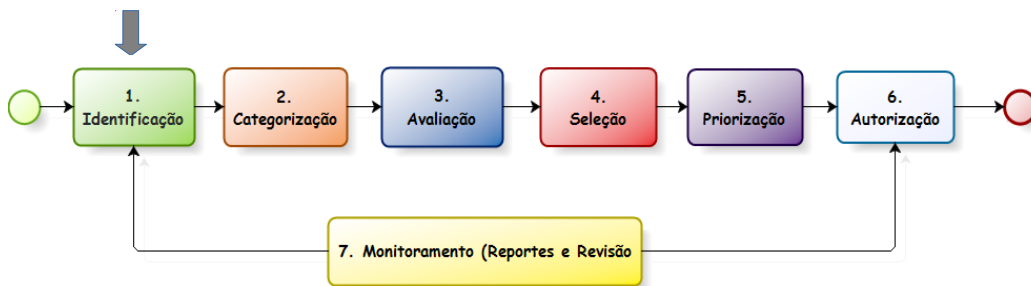 1.
Identificação
2.
Categorização
3.
Avaliação
4.
Seleção
5.
Priorização
6.
Autorização
7. Monitoramento (Reportes e Revisão